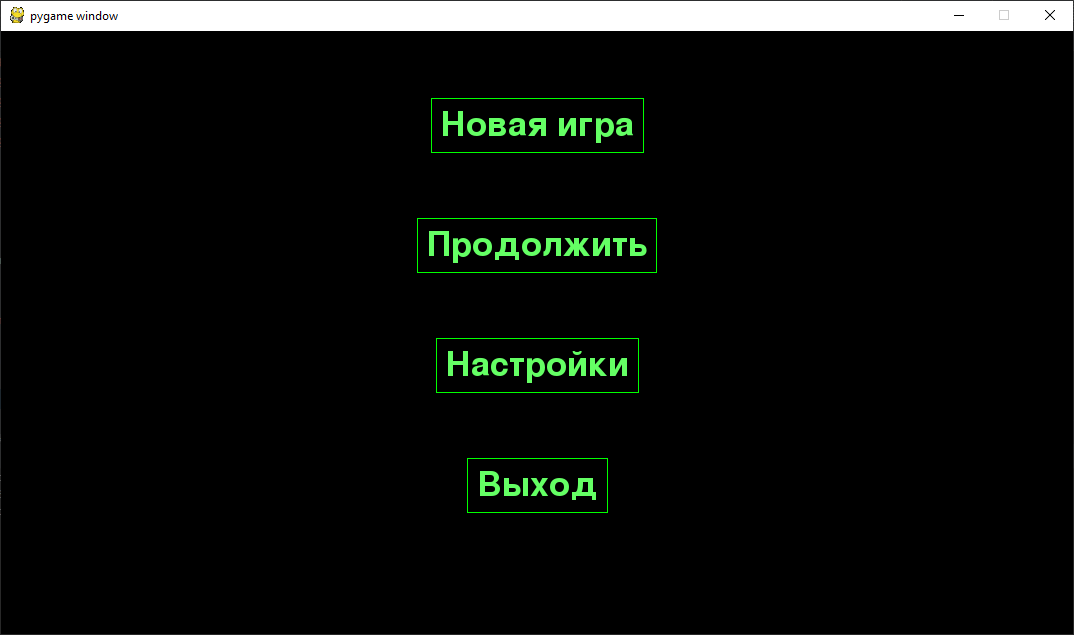 pygame window
Новая игра
Продолжить
Настройки
Выход